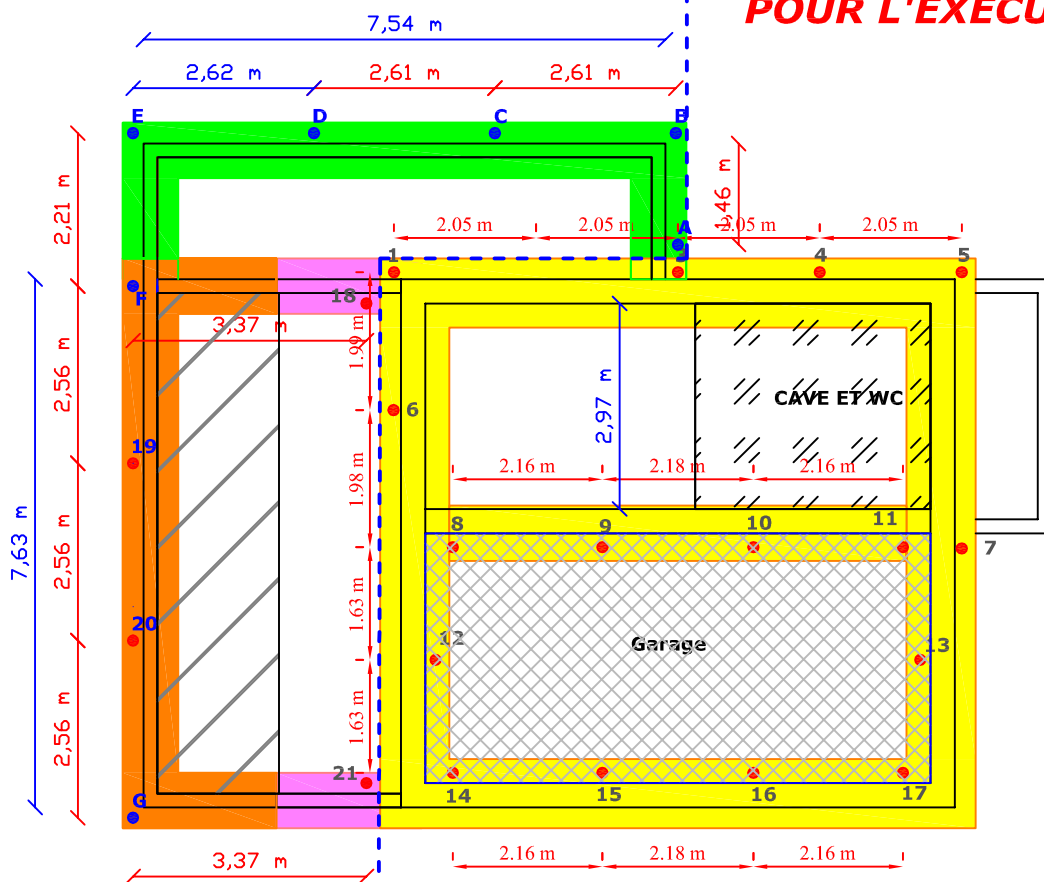 POUR L'EXECU
7,54 m
2,62 m
2,61 m
2,61 m
E
D
C
B
2,21 m
1,46 m
A
2.05 m
2.05 m
2.05 m
2.05 m
1
3
4
5
F
18
3,37 m
1.99 m
6
2,56 m
2,97 m
CAVE ET WC
19
1.98 m
2.16 m
2.18 m
2.16 m
8
9
10
11
7
7,63 m
2,56 m
1.63 m
20
12
Garage
13
2,56 m
1.63 m
21
G
14
15
16
17
3,37 m
2.16 m
2.18 m
2.16 m